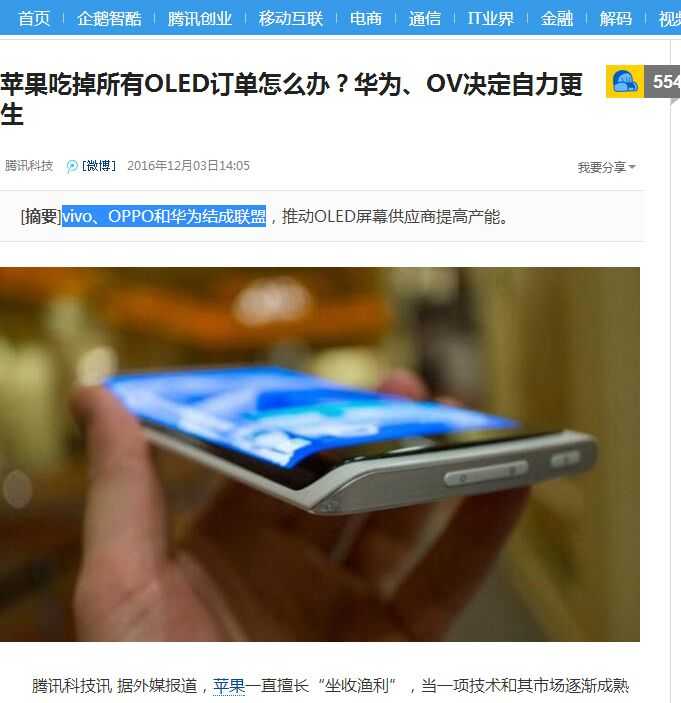 首页 企鹅智酷 腾讯创业 移动互联 电商 通信 IT业界 金融 解码
苹果吃掉所有OLED订单怎么办？华为、OV决定自力更
生
554
腾讯科技 [微博] 2016年12月03日14:05
我要分享
[摘要]vivo、OPPO和华为结成联盟，推动OLED屏幕供应商提高产能。
腾讯科技讯 据外媒报道，苹果一直擅长“坐收渔利”，当一项技术和其市场逐渐成熟